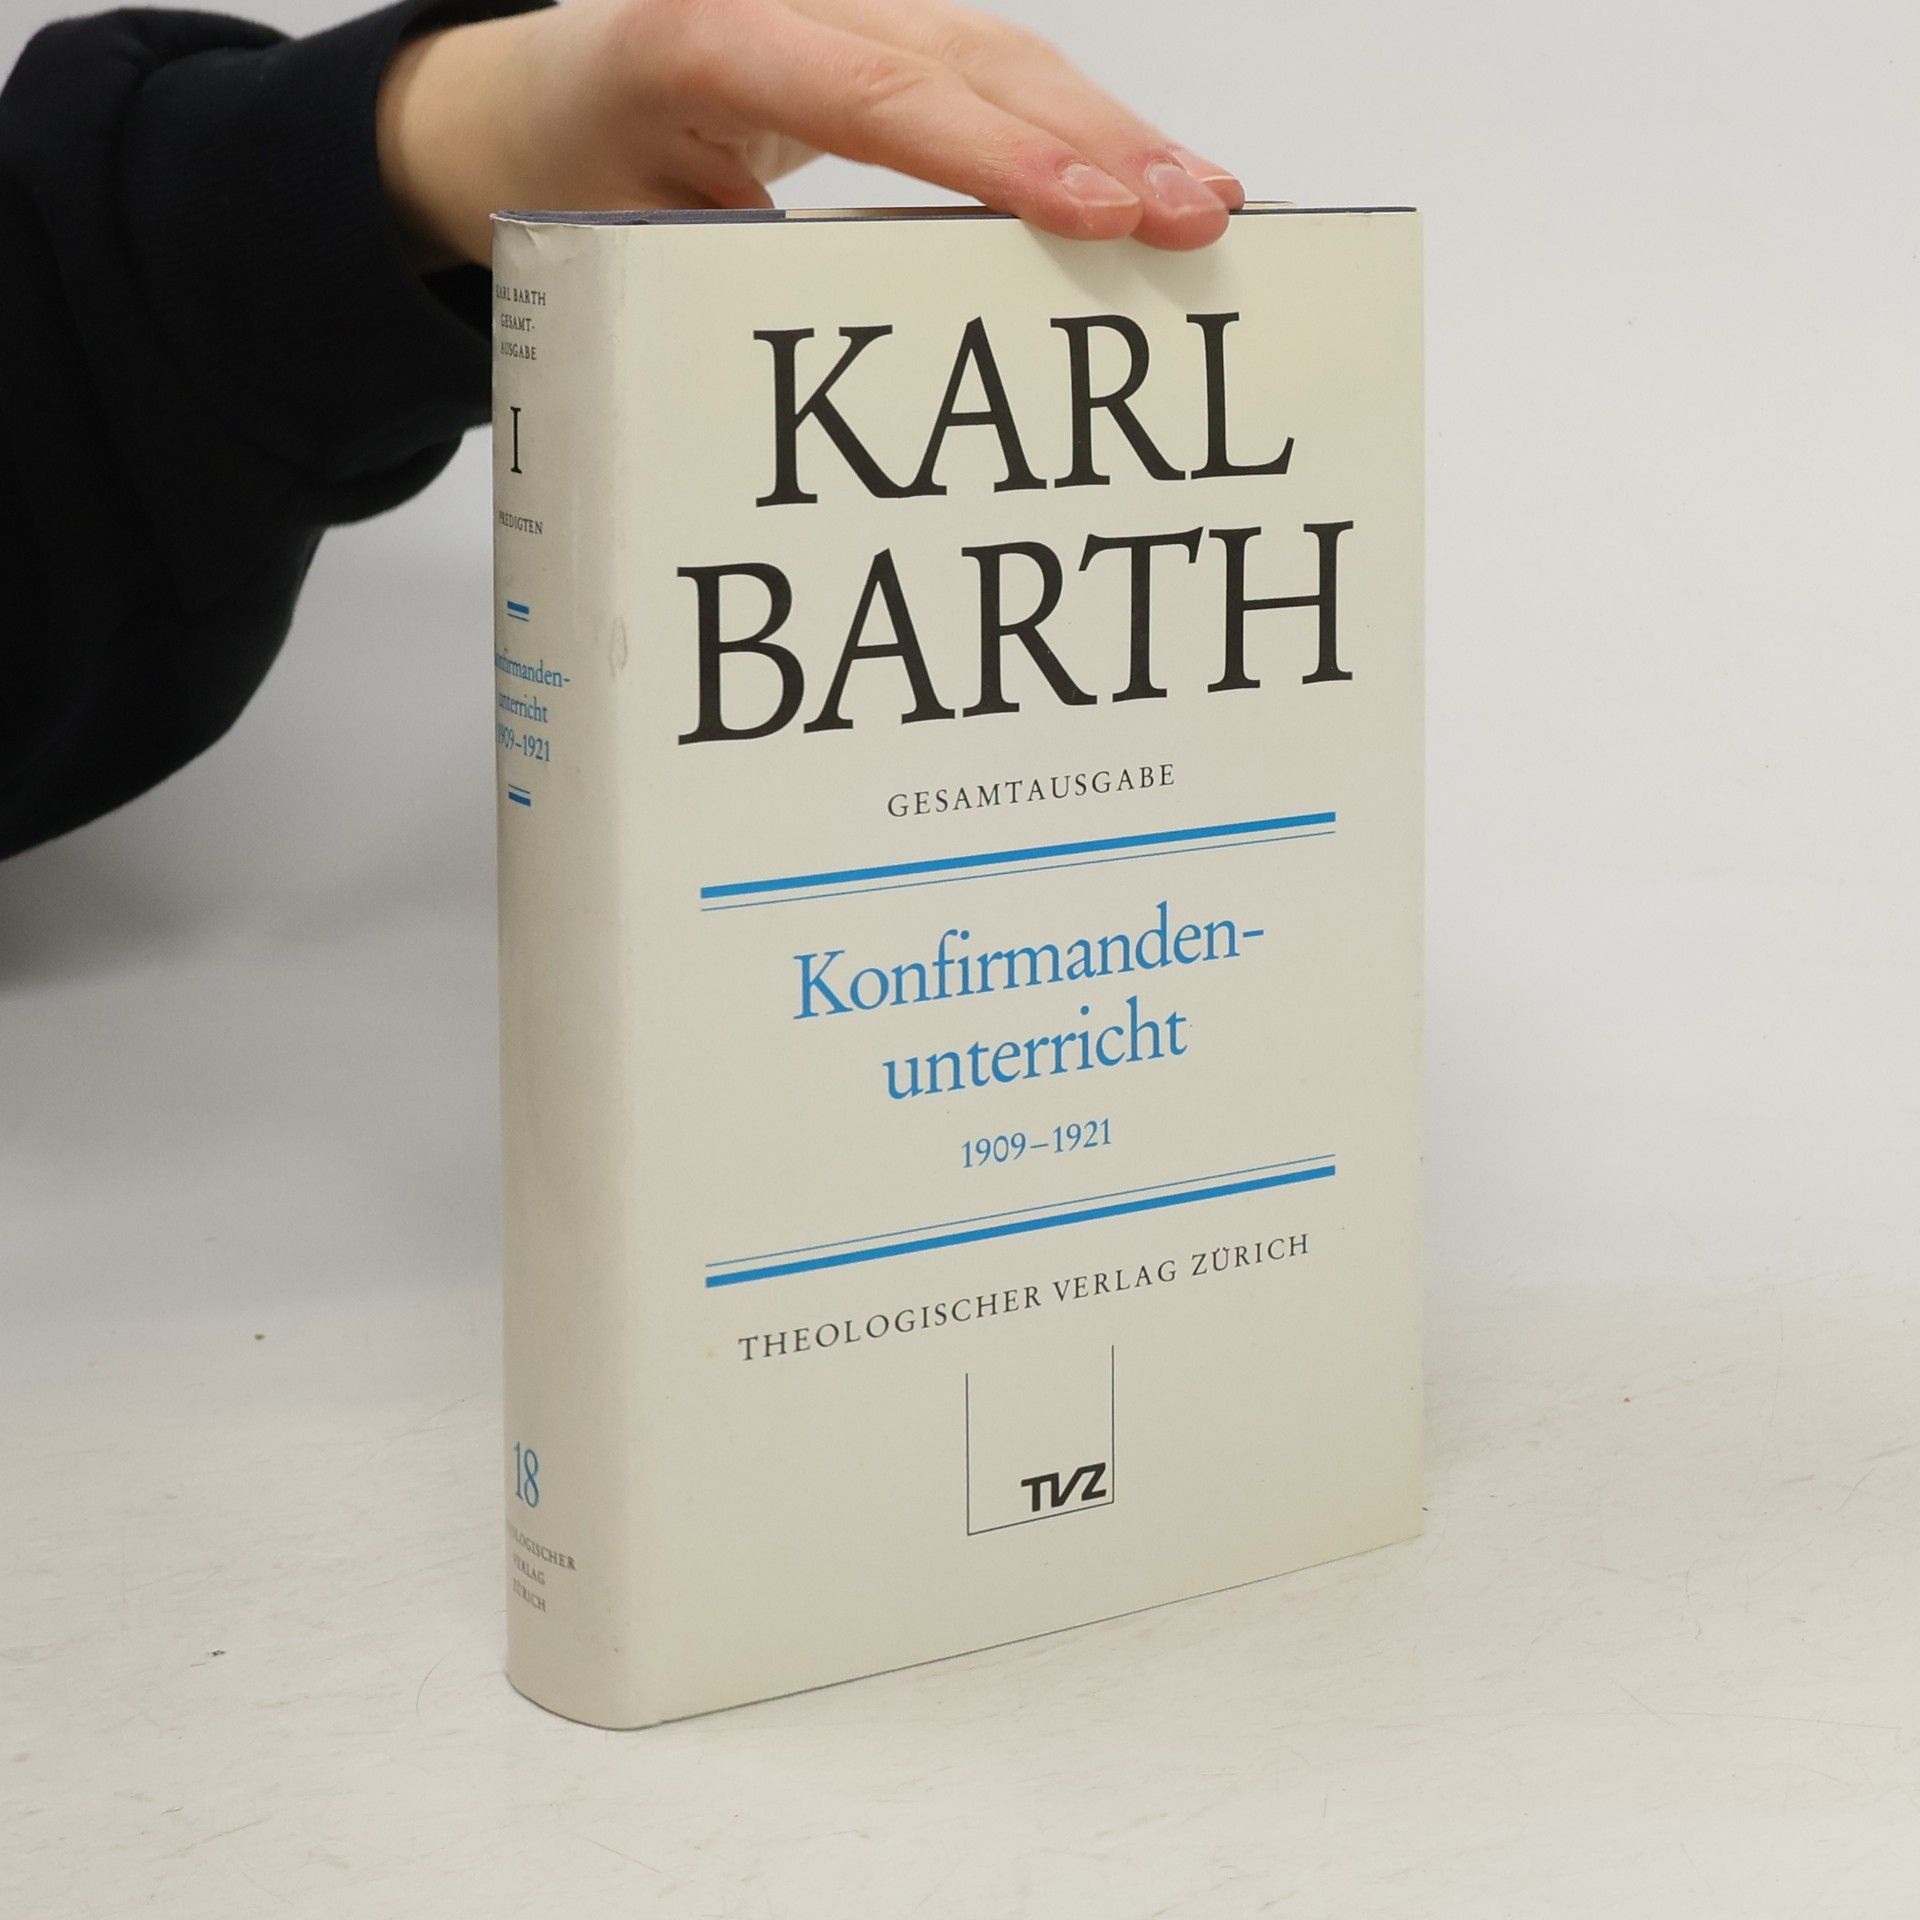 KARL BARTH
GESAMT-
AUSGABE
I
PREDIGTEN
Konfirmanden-
unterricht
1909–1921
18
THEOLOGISCHER
VERLAG
ZÜRICH
KARL
BARTH
GESAMTAUSGABE
Konfirmanden-
unterricht
1909–1921
THEOLOGISCHER VERLAG ZÜRICH
TVZ